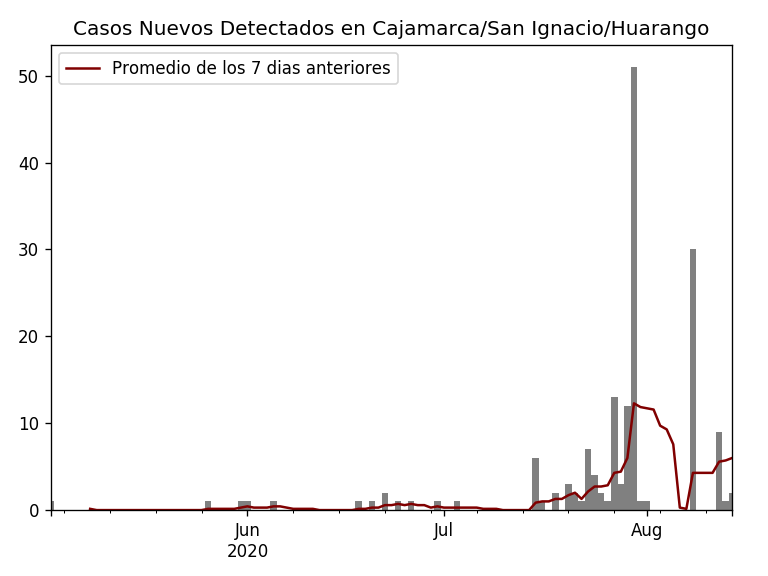 Casos Nuevos Detectados en Cajamarca/San Ignacio/Huarango
Promedio de los 7 dias anteriores
50
40
30
20
10
0
Jun
2020
Jul
Aug